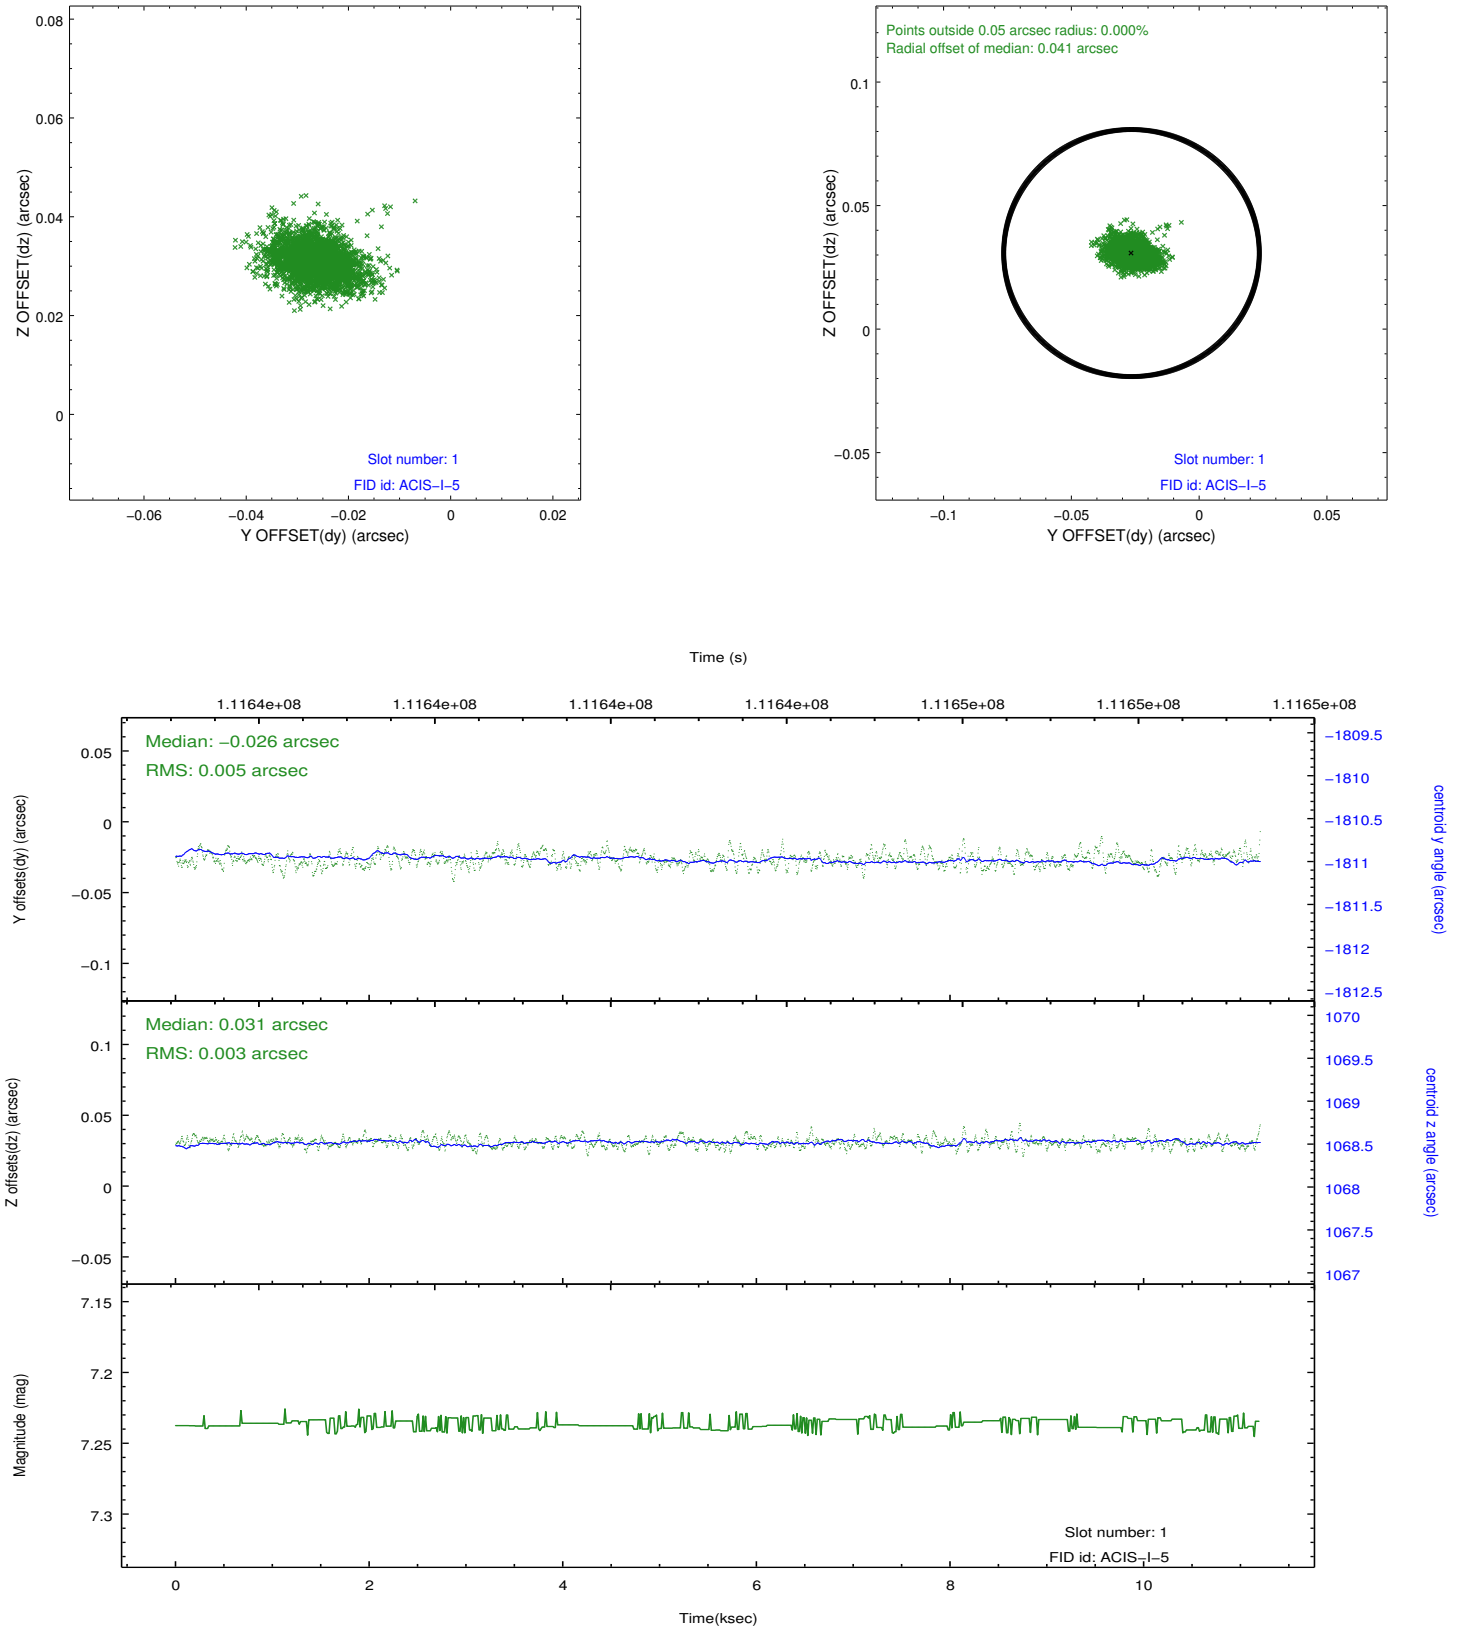 0.08
0.06
0.04
0.02
0
Z OFFSET(dz) (arcsec)
Slot number: 1
FID id: ACIS−I−5
−0.06 −0.04 −0.02 0 0.02
Y OFFSET(dy) (arcsec)
Points outside 0.05 arcsec radius: 0.000%
Radial offset of median: 0.041 arcsec
0.1
0.05
0
−0.05
Z OFFSET(dz) (arcsec)
Slot number: 1
FID id: ACIS−I−5
−0.1 −0.05 0 0.05
Y OFFSET(dy) (arcsec)
Time (s)
1.1164e+08 1.1164e+08 1.1164e+08 1.1164e+08 1.1165e+08 1.1165e+08 1.1165e+08
Median: −0.026 arcsec
RMS: 0.005 arcsec
0.05
0
−0.05
−0.1
Y offsets(dy) (arcsec)
−1809.5
−1810
−1810.5
−1811
−1811.5
−1812
−1812.5
centroid y angle (arcsec)
Median: 0.031 arcsec
RMS: 0.003 arcsec
0.1
0.05
0
−0.05
Z offsets(dz) (arcsec)
1070
1069.5
1069
1068.5
1068
1067.5
1067
centroid z angle (arcsec)
7.15
7.2
7.25
7.3
Magnitude (mag)
Slot number: 1
FID id: ACIS−I−5
0 2 4 6 8 10
Time(ksec)